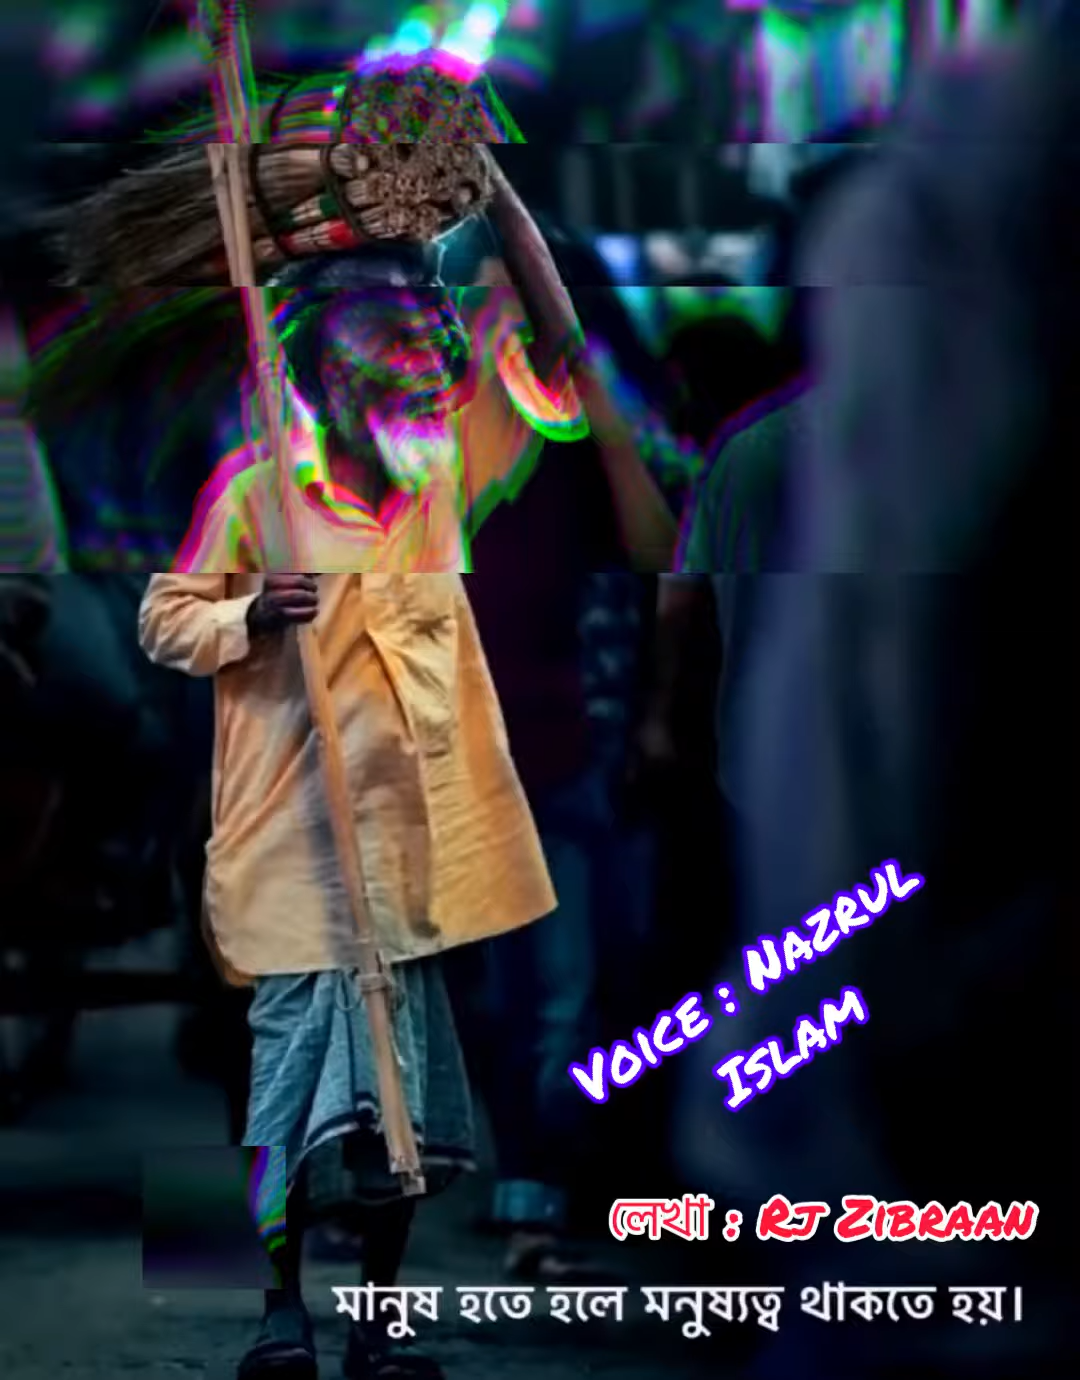 Voice : Nazrul
Islam
লেখা : Rj Zibraan
মানুষ হতে হলে মনুষ্যত্ব থাকতে হয়।